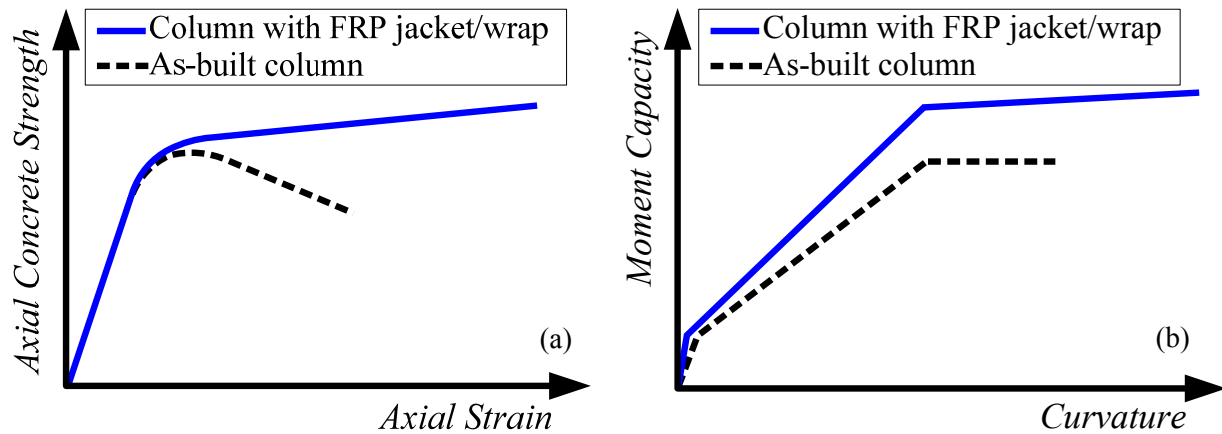 Column with FRP jacket/wrap
As-built column
Axial Concrete Strength
(a)
Axial Strain
Column with FRP jacket/wrap
As-built column
Moment Capacity
(b)
Curvature